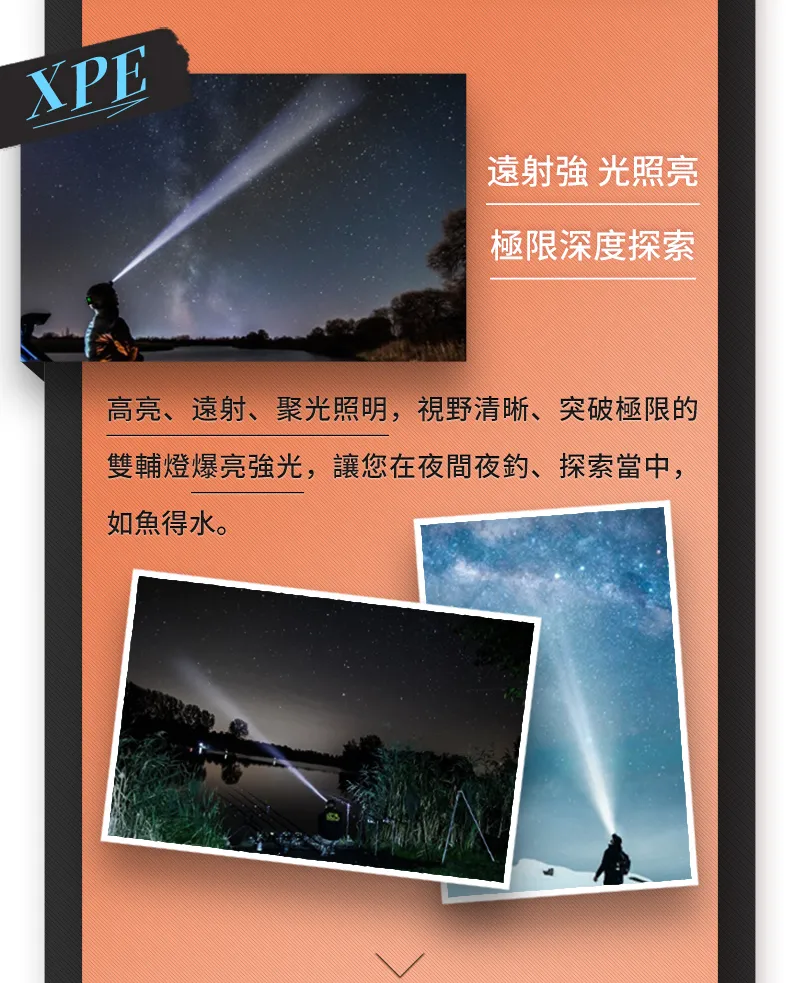 XPE
遠射強 光照亮
極限深度探索
高亮、遠射、聚光照明，視野清晰、突破極限的
雙輔燈爆亮強光，讓您在夜間夜釣、探索當中，
如魚得水。